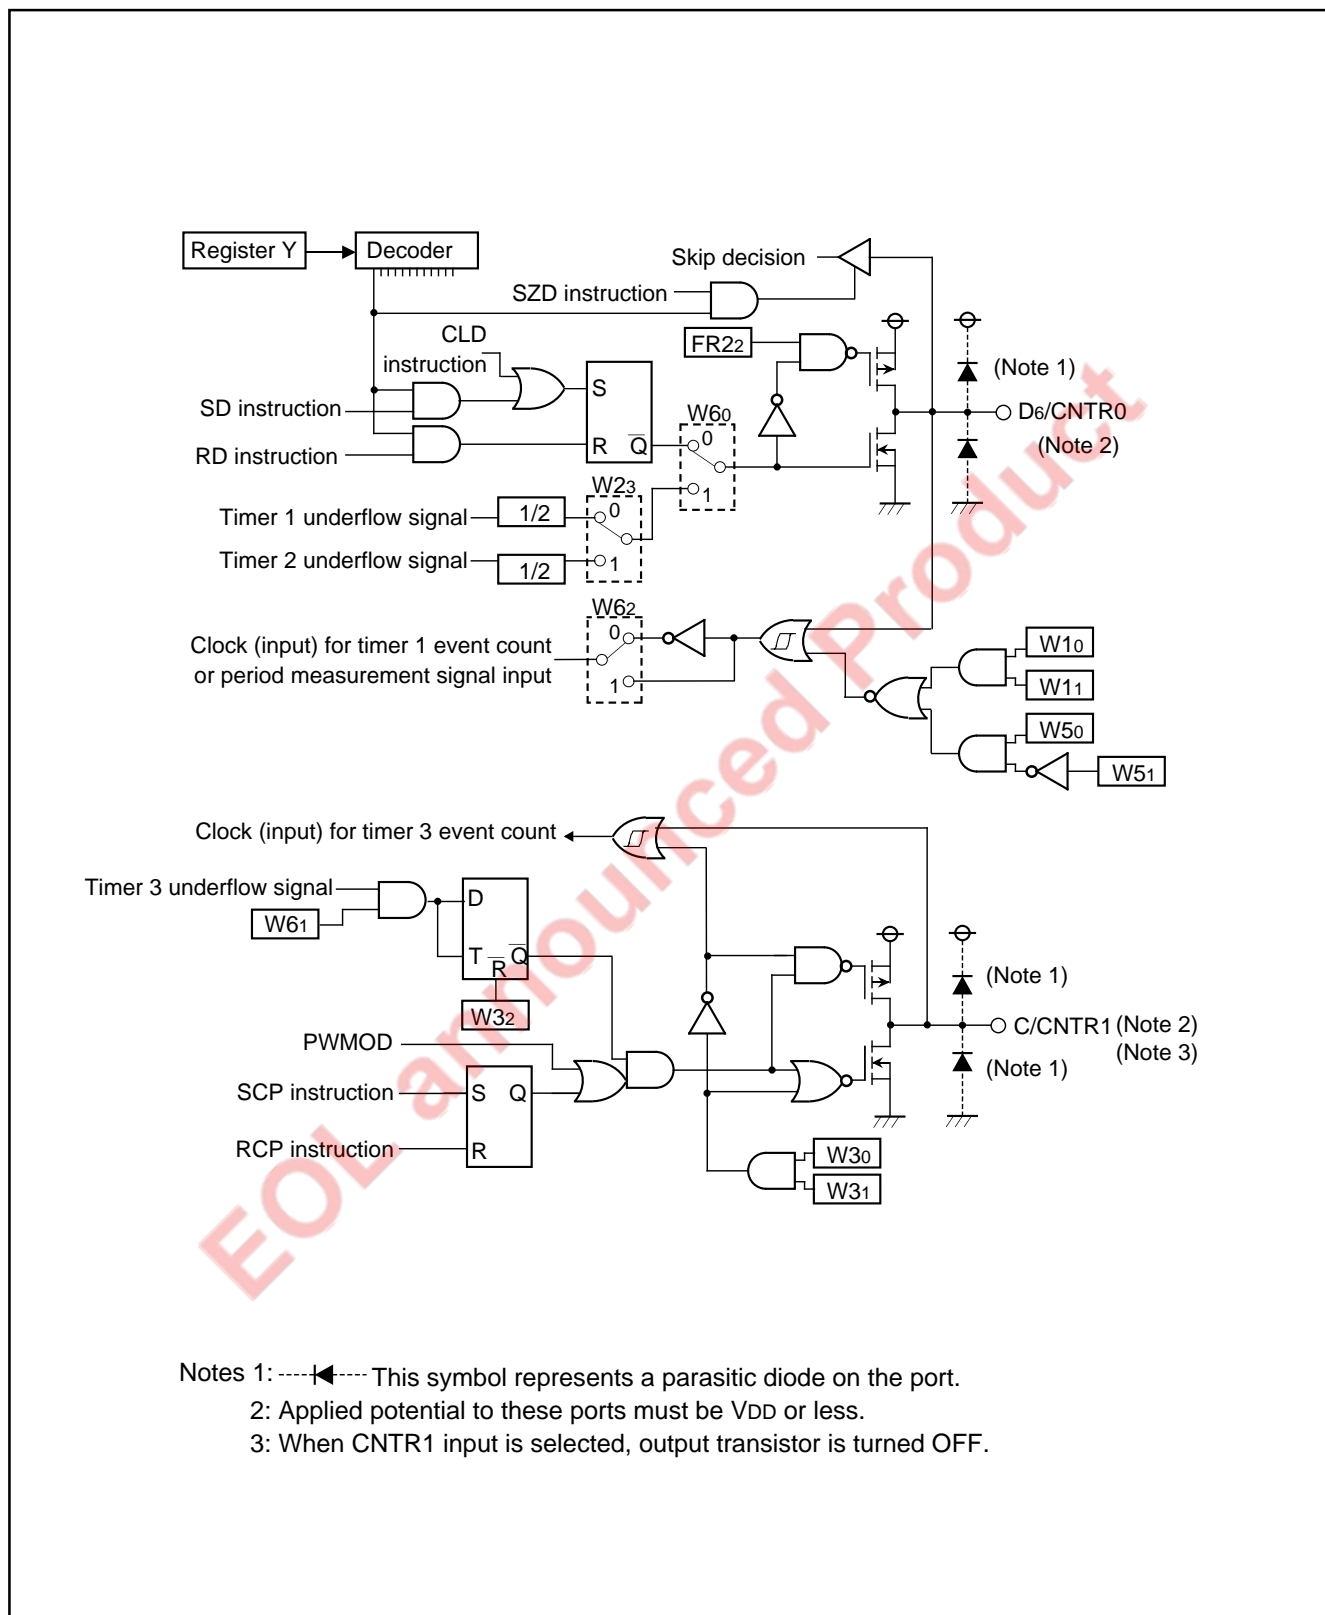 Register Y
Decoder
Skip decision
SZD instruction
CLD
instruction
FR22
(Note 1)
S
SD instruction
W60
0
D6/CNTR0
(Note 2)
R
Q
RD instruction
1
W23
Timer 1 underflow signal
1/2
0
Timer 2 underflow signal
1/2
1
W62
0
Clock (input) for timer 1 event count
or period measurement signal input
1
W10
W11
W50
W51
Clock (input) for timer 3 event count
Timer 3 underflow signal
W61
D
T
R
Q
W32
(Note 1)
C/CNTR1 (Note 2)
(Note 3)
PWMOD
(Note 1)
SCP instruction
S
Q
RCP instruction
R
W30
W31
EOL announced Product
Notes 1: This symbol represents a parasitic diode on the port.
2: Applied potential to these ports must be VDD or less.
3: When CNTR1 input is selected, output transistor is turned OFF.